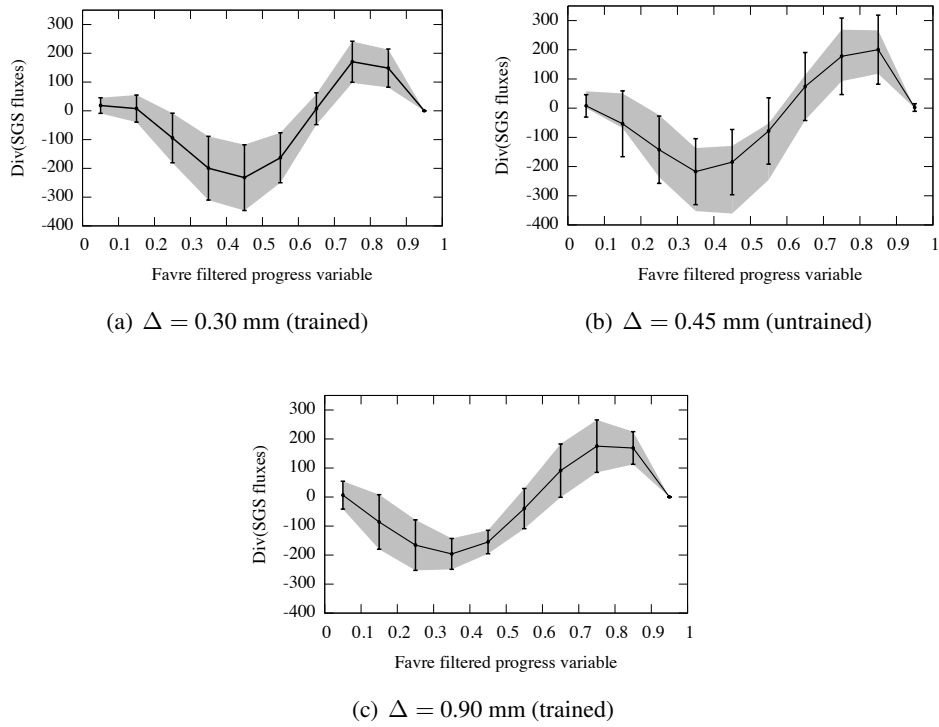 300
200
100
0
-100
-200
-300
-400
Div(SGS fluxes)
0 0.1 0.2 0.3 0.4 0.5 0.6 0.7 0.8 0.9 1
Favre filtered progress variable
(a) Δ = 0.30 mm (trained)
300
200
100
0
-100
-200
-300
-400
Div(SGS fluxes)
0 0.1 0.2 0.3 0.4 0.5 0.6 0.7 0.8 0.9 1
Favre filtered progress variable
(b) Δ = 0.45 mm (untrained)
300
200
100
0
-100
-200
-300
-400
Div(SGS fluxes)
0 0.1 0.2 0.3 0.4 0.5 0.6 0.7 0.8 0.9 1
Favre filtered progress variable
(c) Δ = 0.90 mm (trained)